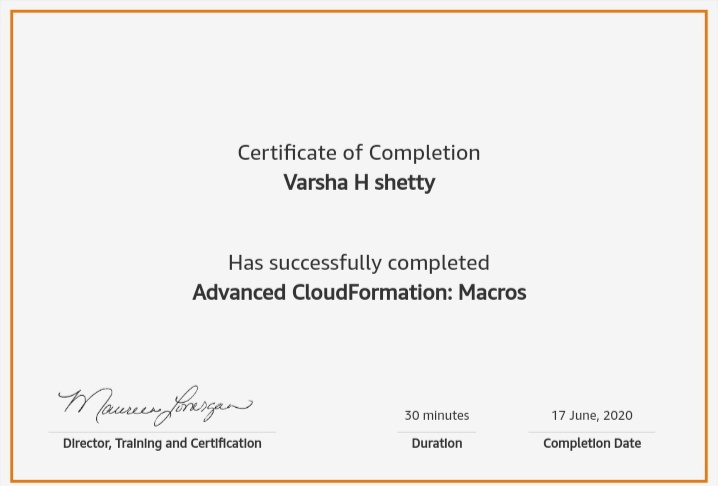 Certificate of Completion
Varsha H shetty
Has successfully completed
Advanced CloudFormation: Macros
Maureen Lonergan
Director, Training and Certification
30 minutes
Duration
17 June, 2020
Completion Date